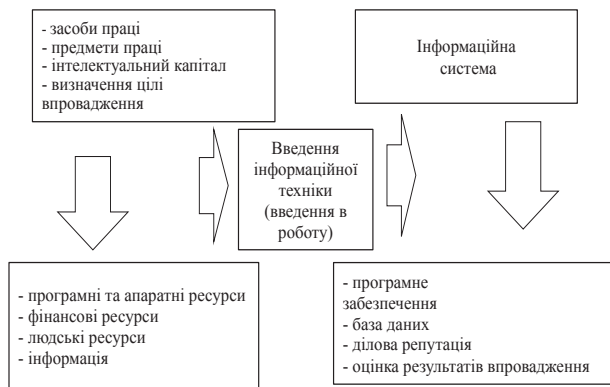 - засоби праці
- предмети праці
- інтелектуальний капітал
- визначення цілі
впровадження
Інформаційна
система
Введення
інформаційної
техніки
(введення в
роботу)
- програмні та апаратні ресурси
- фінансові ресурси
- людські ресурси
- інформація
- програмне
забезпечення
- база даних
- ділова репутація
- оцінка результатів впровадження